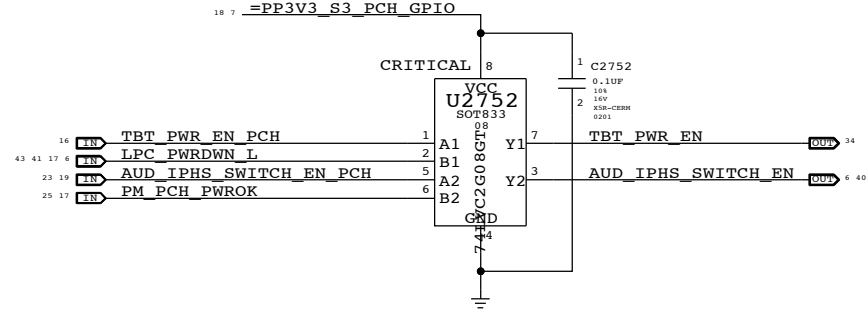 18 7 =PP3V3_S3_PCH_GPIO
CRITICAL
8
VCC
U2752
SOT833
08
74LVC2G08GT
GND
4
1 C2752
0.1UF
10%
16V
2 X5R-CERM
0201
16 IN TBT_PWR_EN_PCH 1 A1
43 41 17 6 IN LPC_PWRDWN_L 2 B1
23 19 IN AUD_IPHS_SWITCH_EN_PCH 5 A2
25 17 IN PM_PCH_PWROK 6 B2
Y1 7 TBT_PWR_EN OUT 34
Y2 3 AUD_IPHS_SWITCH_EN OUT 6 40